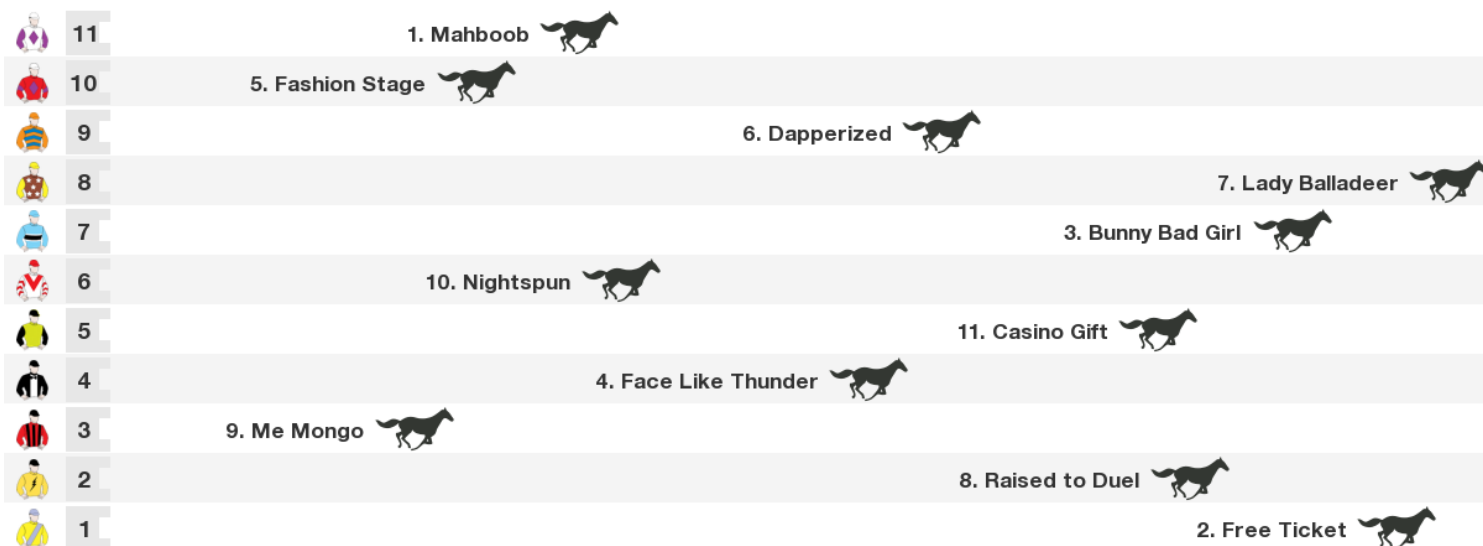 11 1. Mahboob
10 5. Fashion Stage
9 6. Dapperized
8 7. Lady Balladeer
7 3. Bunny Bad Girl
6 10. Nightspun
5 11. Casino Gift
4 4. Face Like Thunder
3 9. Me Mongo
2 8. Raised to Duel
1 2. Free Ticket